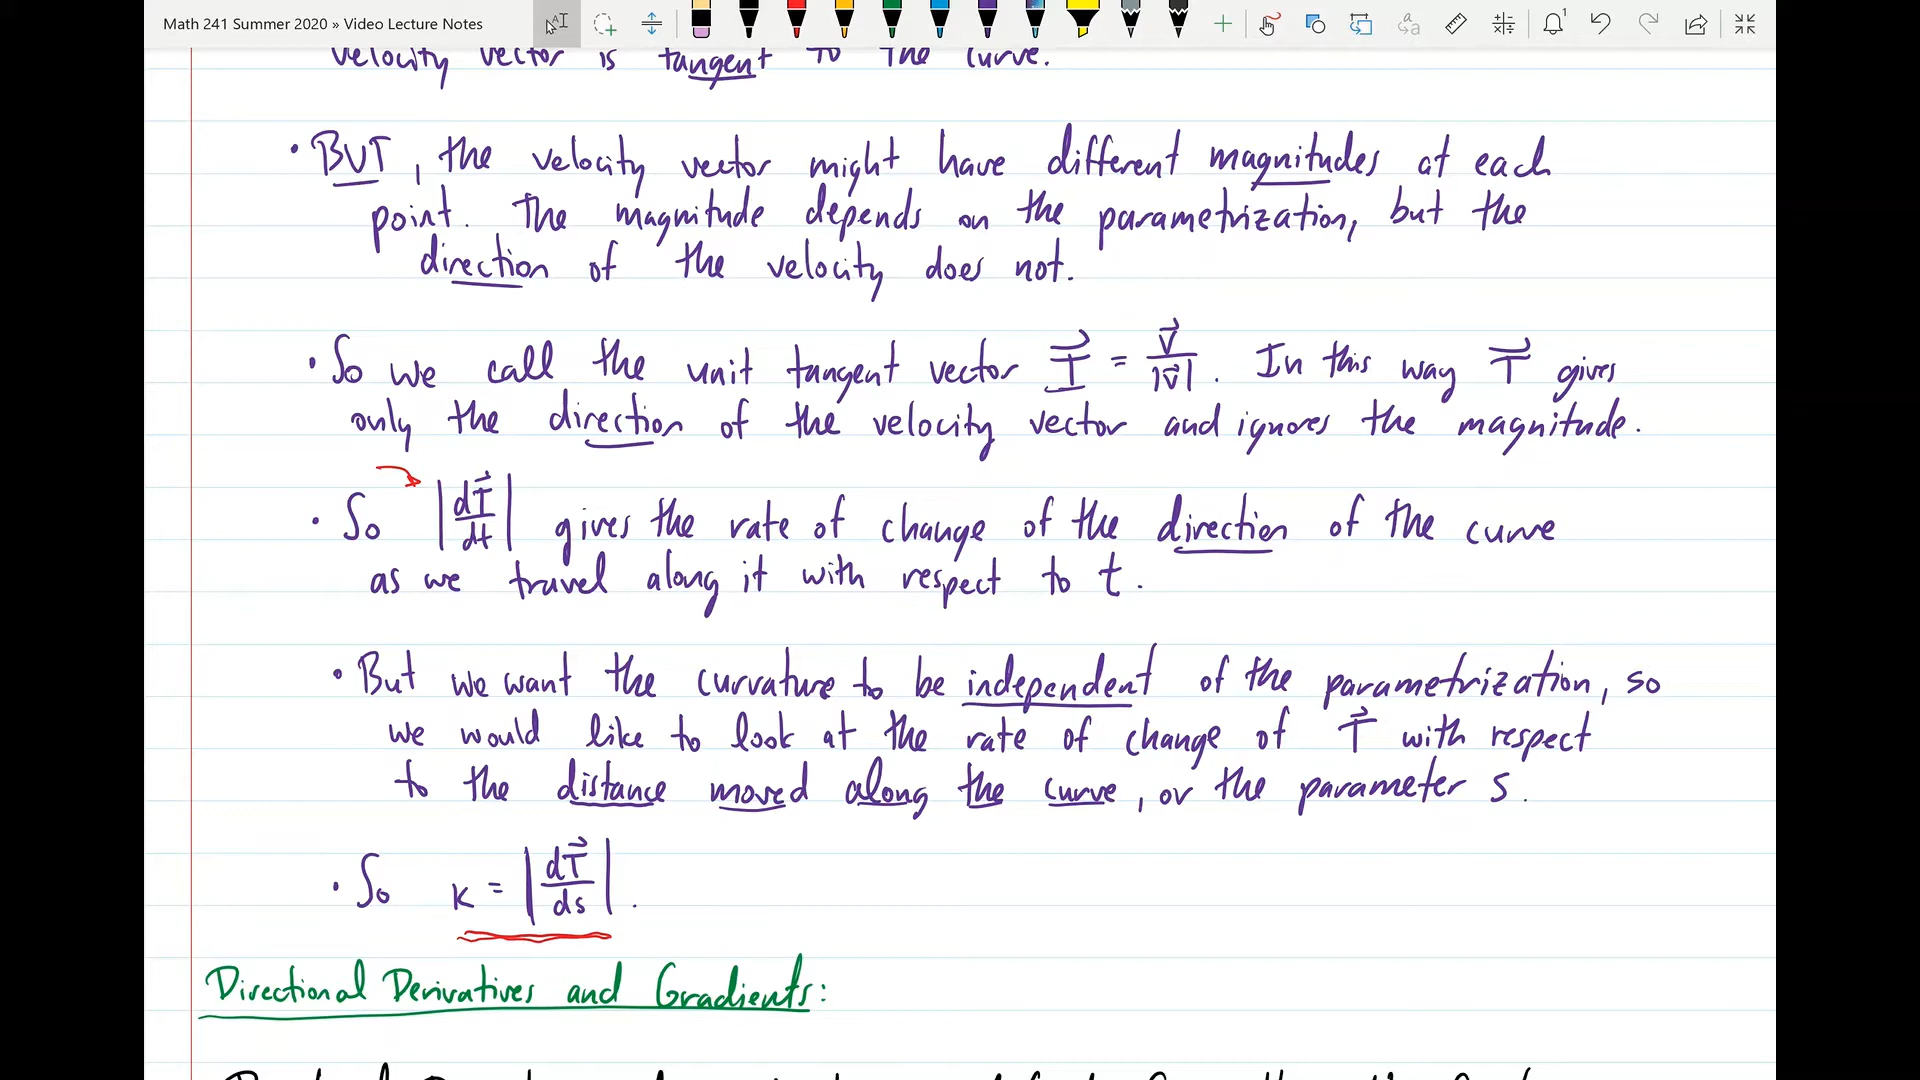 Math 241 Summer 2020 » Video Lecture Notes
velocity vector is tangent to the curve.
• BUT, the velocity vector might have different magnitudes at each
point. The magnitude depends on the parametrization, but the
direction of the velocity does not.
• So we call the unit tangent vector T⃗ = v⃗/|v⃗|. In this way T⃗ gives
only the direction of the velocity vector and ignores the magnitude.
• So |dT⃗/dt| gives the rate of change of the direction of the curve
as we travel along it with respect to t.
• But we want the curvature to be independent of the parametrization, so
we would like to look at the rate of change of T⃗ with respect
to the distance moved along the curve, or the parameter s.
• So κ = |dT⃗/ds|.
Directional Derivatives and Gradients: